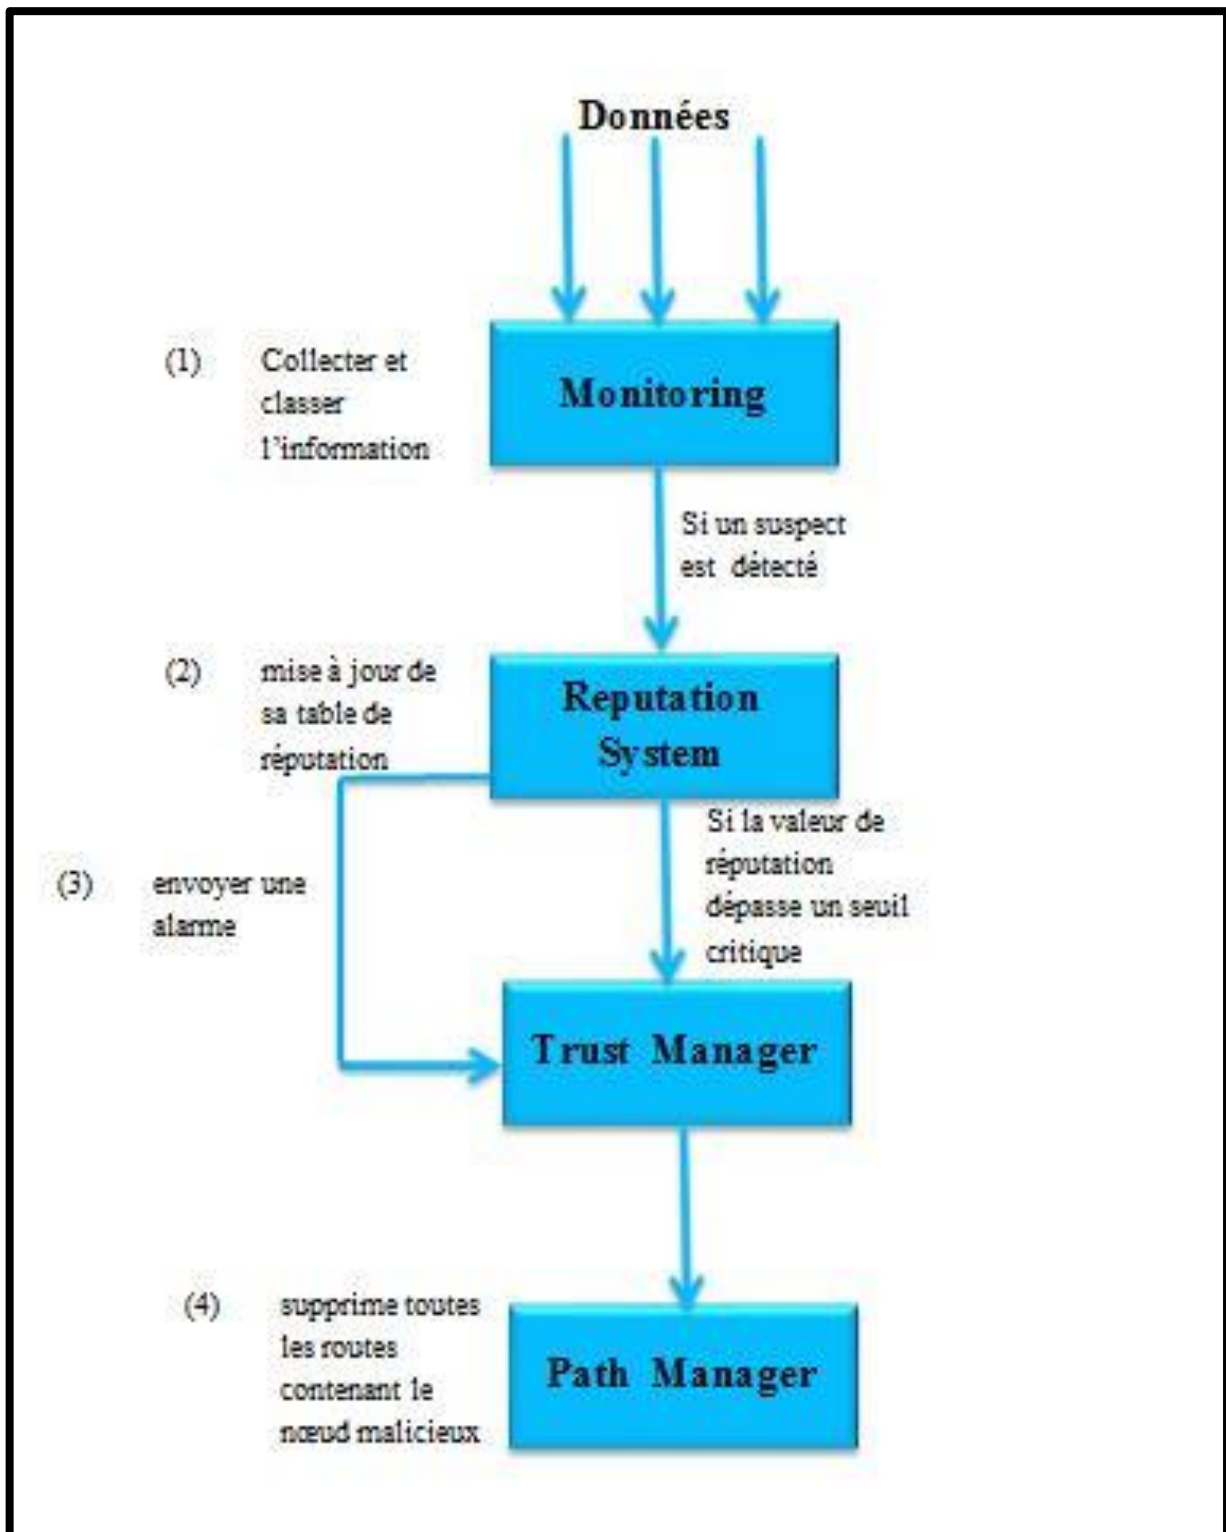 Données
(1) Collecter et
classer
l'information
Monitoring
Si un suspect
est détecté
(2) mise à jour de
sa table de
réputation
Reputation
System
Si la valeur de
réputation
dépasse un seuil
critique
(3) envoyer une
alarme
Trust Manager
(4) supprime toutes
les routes
contenant le
nœud malicieux
Path Manager